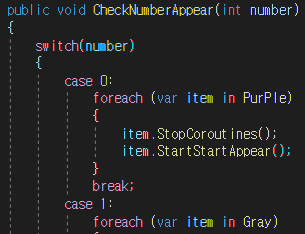 public void CheckNumberAppear(int number)
{
switch(number)
{
case 0:
foreach (var item in PurPle)
{
item.StopCoroutines();
item.StartStartAppear();
}
break;
case 1:
foreach (var item in Gray)